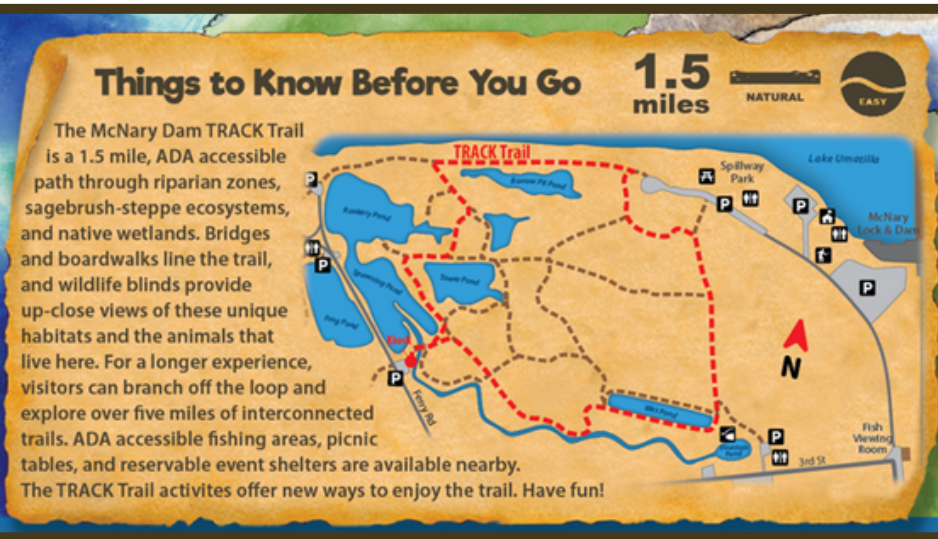 Things to Know Before You Go
1.5
miles
NATURAL
EASY
The McNary Dam TRACK Trail
is a 1.5 mile, ADA accessible
path through riparian zones,
sagebrush-steppe ecosystems,
and native wetlands. Bridges
and boardwalks line the trail,
and wildlife blinds provide
up-close views of these unique
habitats and the animals that
live here. For a longer experience,
visitors can branch off the loop and
explore over five miles of interconnected
trails. ADA accessible fishing areas, picnic
tables, and reservable event shelters are available nearby.
The TRACK Trail activites offer new ways to enjoy the trail. Have fun!
TRACK Trail
Borrow Pit Pond
Spillway
Park
Lake Umatilla
McNary
Lock & Dam
P
P
P
P
P
P
P
Spawning Pond
Frog Pond
Kiosk
Ferry Rd
N
Fish
Viewing
Room
3rd St